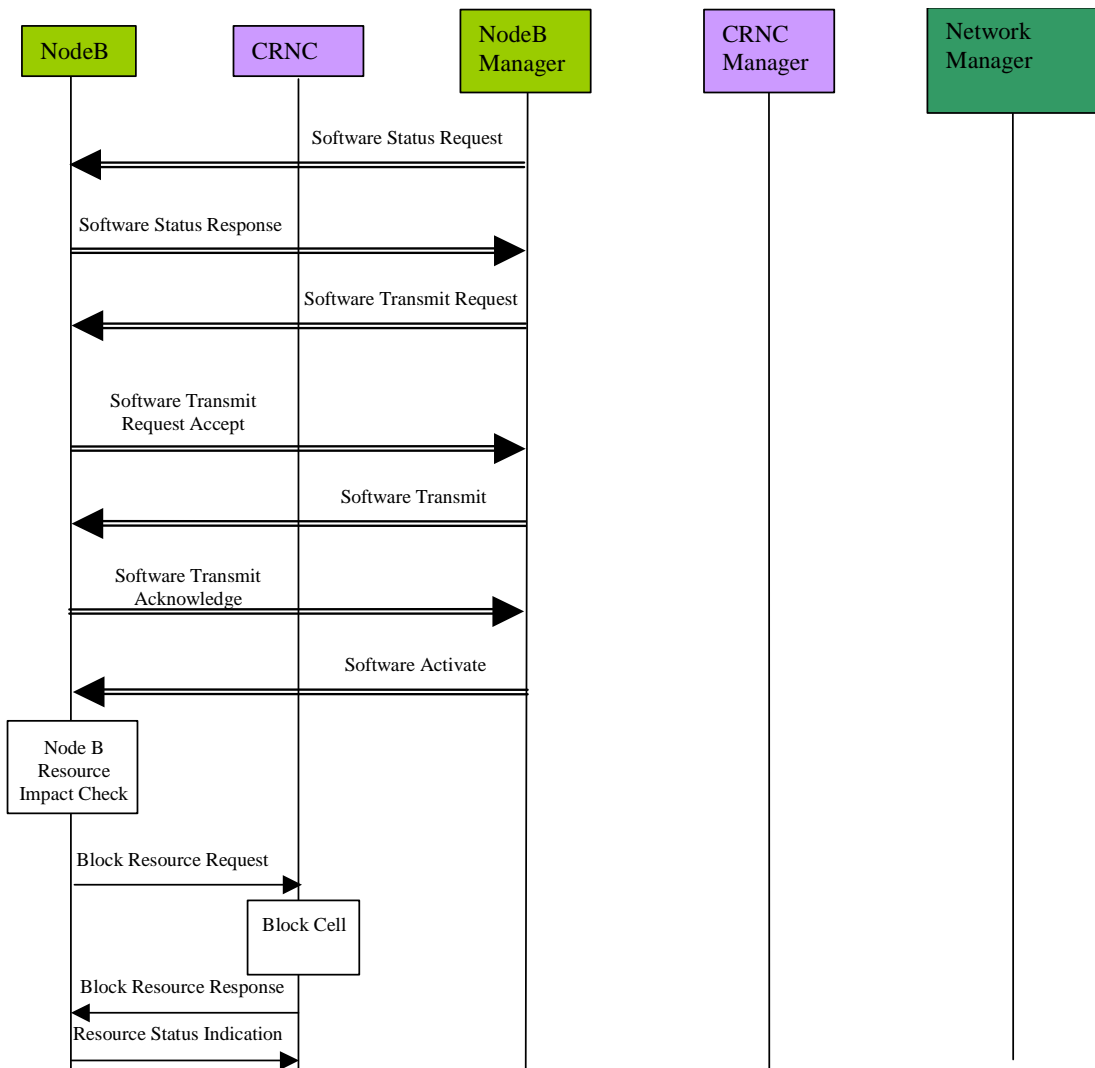 NodeB
CRNC
NodeB
Manager
CRNC
Manager
Network
Manager
Software Status Request
Software Status Response
Software Transmit Request
Software Transmit
Request Accept
Software Transmit
Software Transmit
Acknowledge
Software Activate
Node B
Resource
Impact Check
Block Resource Request
Block Cell
Block Resource Response
Resource Status Indication